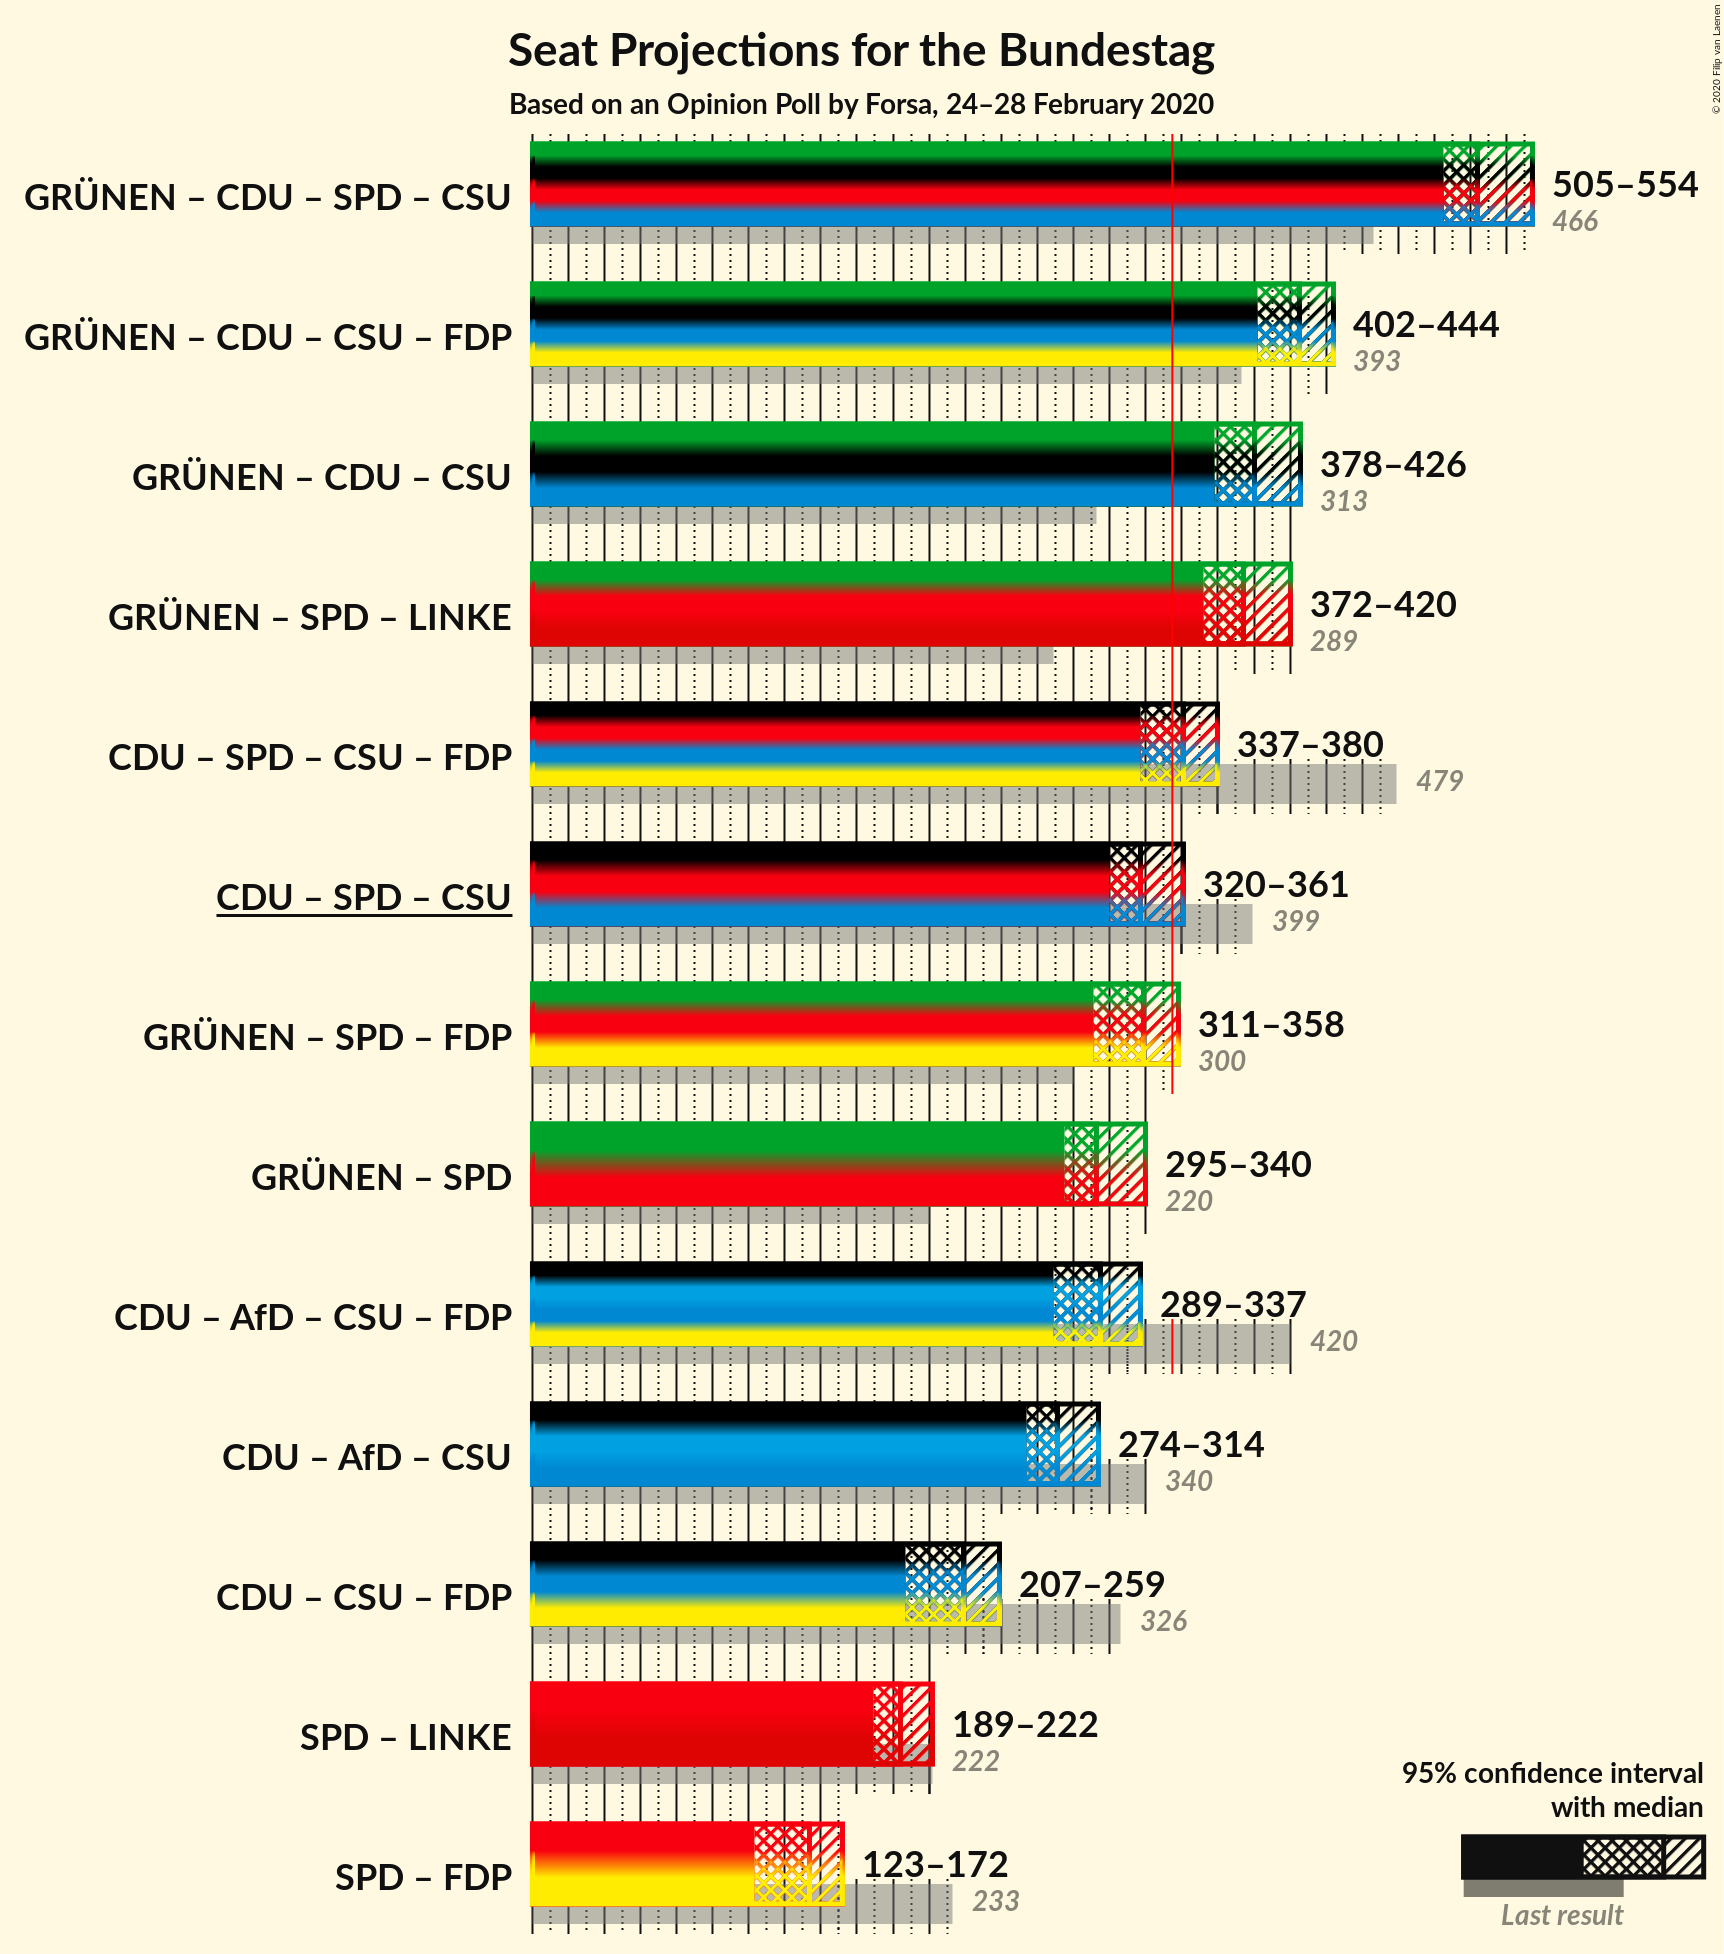 Seat Projections for the Bundestag
Based on an Opinion Poll by Forsa, 24–28 February 2020
© 2020 Filip van Laenen
GRÜNEN – CDU – SPD – CSU
505–554
466
GRÜNEN – CDU – CSU – FDP
402–444
393
GRÜNEN – CDU – CSU
378–426
313
GRÜNEN – SPD – LINKE
372–420
289
CDU – SPD – CSU – FDP
337–380
479
CDU – SPD – CSU
320–361
399
GRÜNEN – SPD – FDP
311–358
300
GRÜNEN – SPD
295–340
220
CDU – AfD – CSU – FDP
289–337
420
CDU – AfD – CSU
274–314
340
CDU – CSU – FDP
207–259
326
SPD – LINKE
189–222
222
SPD – FDP
123–172
233
95% confidence interval
with median
Last result